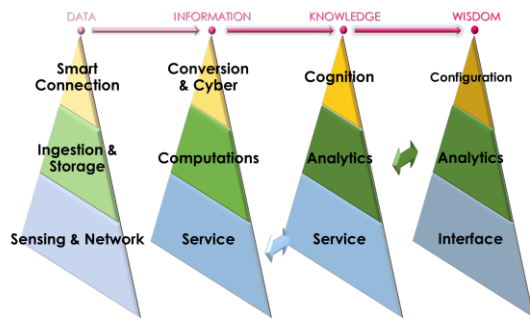 DATA
INFORMATION
KNOWLEDGE
WISDOM
Smart
Connection
Conversion
& Cyber
Cognition
Configuration
Ingestion &
Storage
Computations
Analytics
Analytics
Sensing & Network
Service
Service
Interface